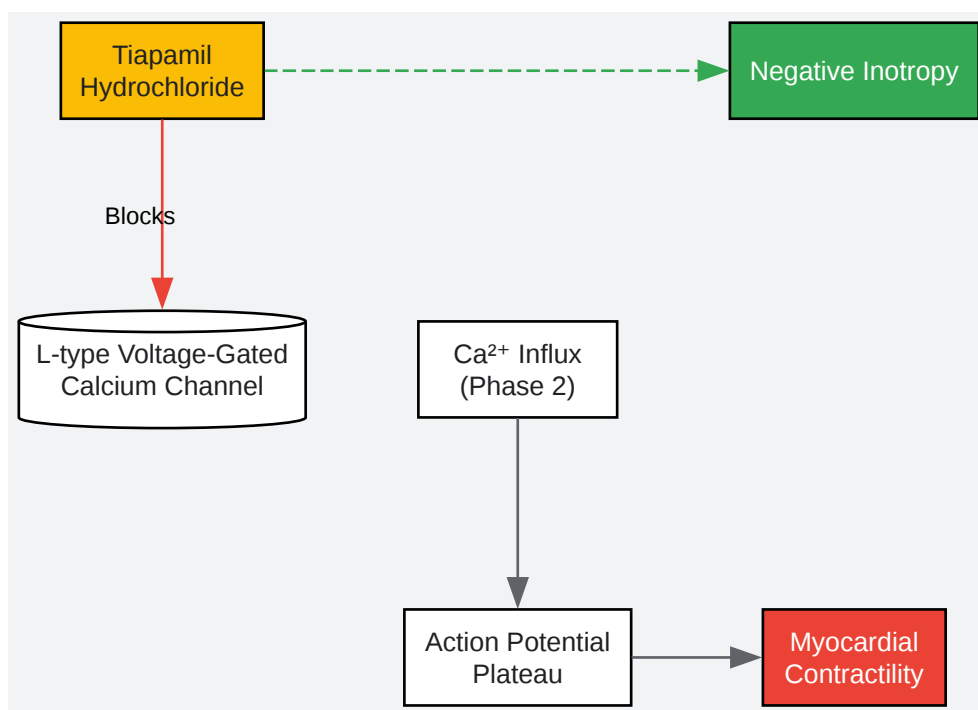 Tiapamil
Hydrochloride
Negative Inotropy
Blocks
L-type Voltage-Gated
Calcium Channel
Ca²⁺ Influx
(Phase 2)
Action Potential
Plateau
Myocardial
Contractility